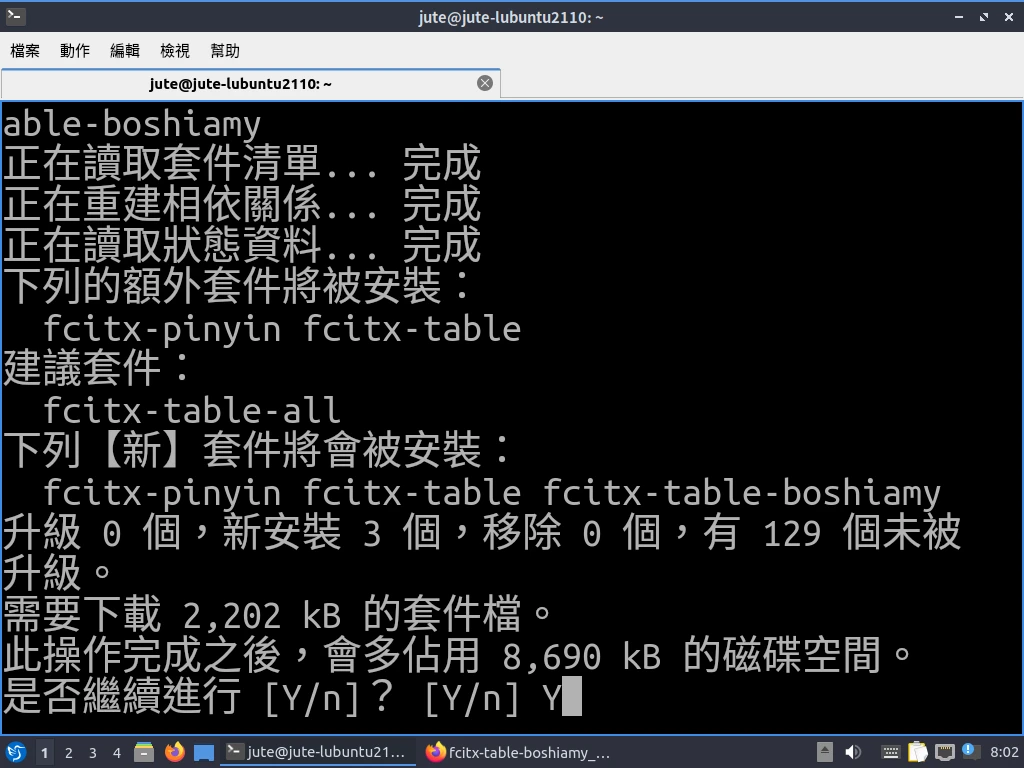 jute@jute-lubuntu2110: ~
檔案 動作 編輯 檢視 幫助
jute@jute-lubuntu2110: ~
able-boshiamy
正在讀取套件清單... 完成
正在重建相依關係... 完成
正在讀取狀態資料... 完成
下列的額外套件將被安裝：
fcitx-pinyin fcitx-table
建議套件：
fcitx-table-all
下列【新】套件將會被安裝：
fcitx-pinyin fcitx-table fcitx-table-boshiamy
升級 0 個，新安裝 3 個，移除 0 個，有 129 個未被
升級。
需要下載 2,202 kB 的套件檔。
此操作完成之後，會多佔用 8,690 kB 的磁碟空間。
是否繼續進行 [Y/n]？ [Y/n] Y
1 2 3 4 jute@jute-lubuntu21... fcitx-table-boshiamy_... 8:02